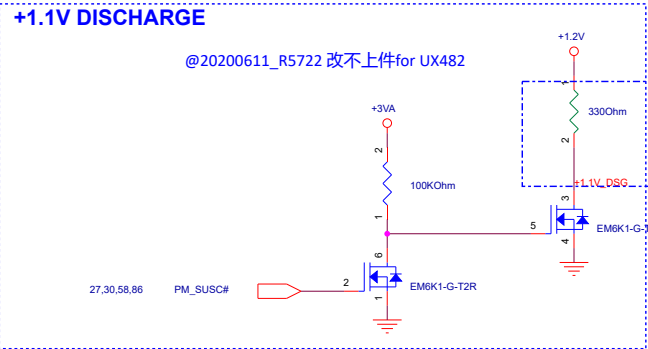 +1.1V DISCHARGE
+1.2V
@20200611_R5722 改不上件for UX482
1
330Ohm
2
+3VA
2
100KOhm
1
+1.1V_DSG
3
5
EM6K1-G-T
4
6
27,30,58,86 PM_SUSC#
2
EM6K1-G-T2R
1